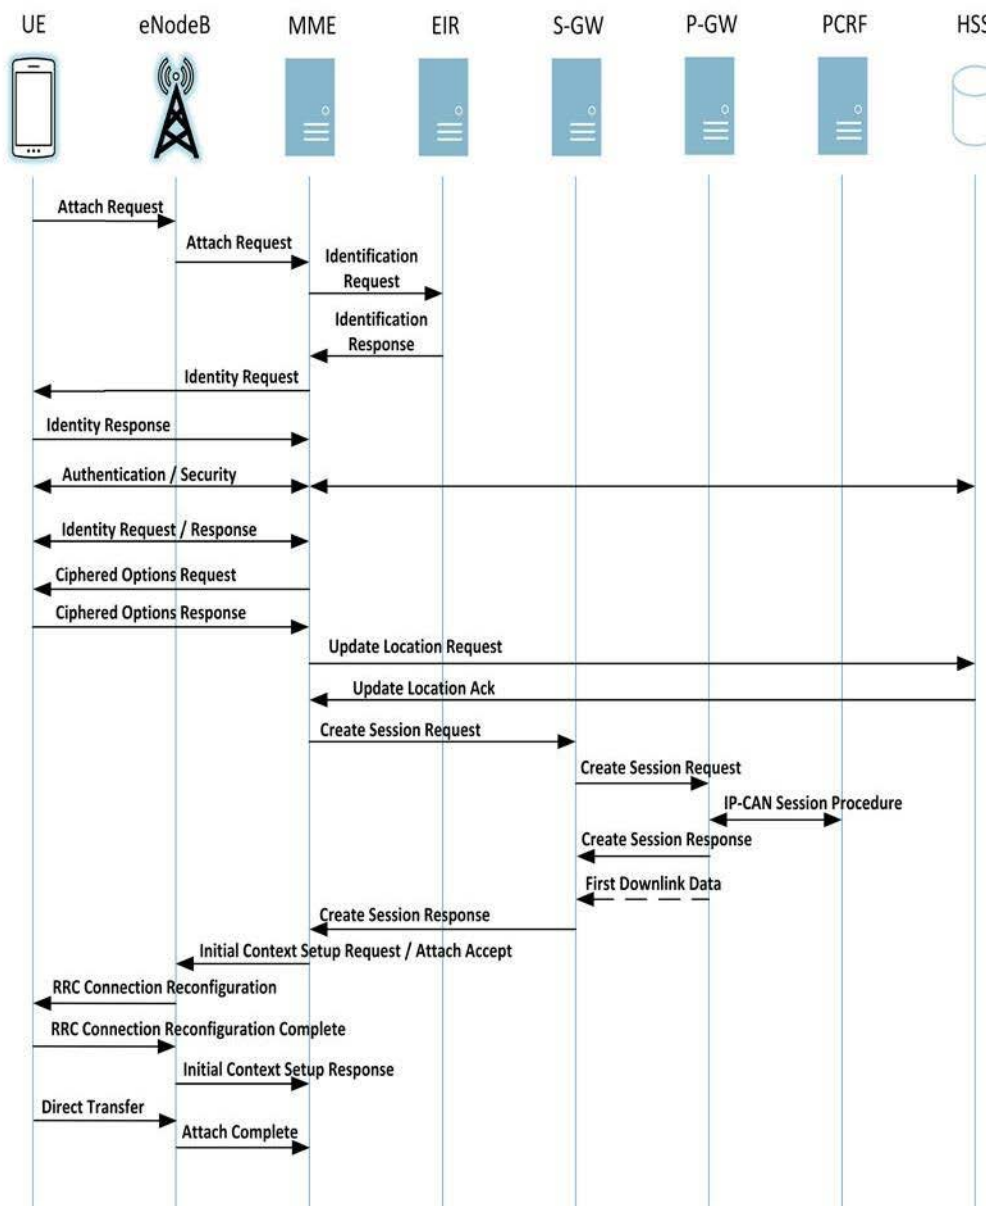 UE
eNodeB
MME
EIR
S-GW
P-GW
PCRF
HSS
Attach Request
Attach Request
Identification
Request
Identification
Response
Identity Request
Identity Response
Authentication / Security
Identity Request / Response
Ciphered Options Request
Ciphered Options Response
Update Location Request
Update Location Ack
Create Session Request
Create Session Request
IP-CAN Session Procedure
Create Session Response
First Downlink Data
Create Session Response
Initial Context Setup Request / Attach Accept
RRC Connection Reconfiguration
RRC Connection Reconfiguration Complete
Initial Context Setup Response
Direct Transfer
Attach Complete